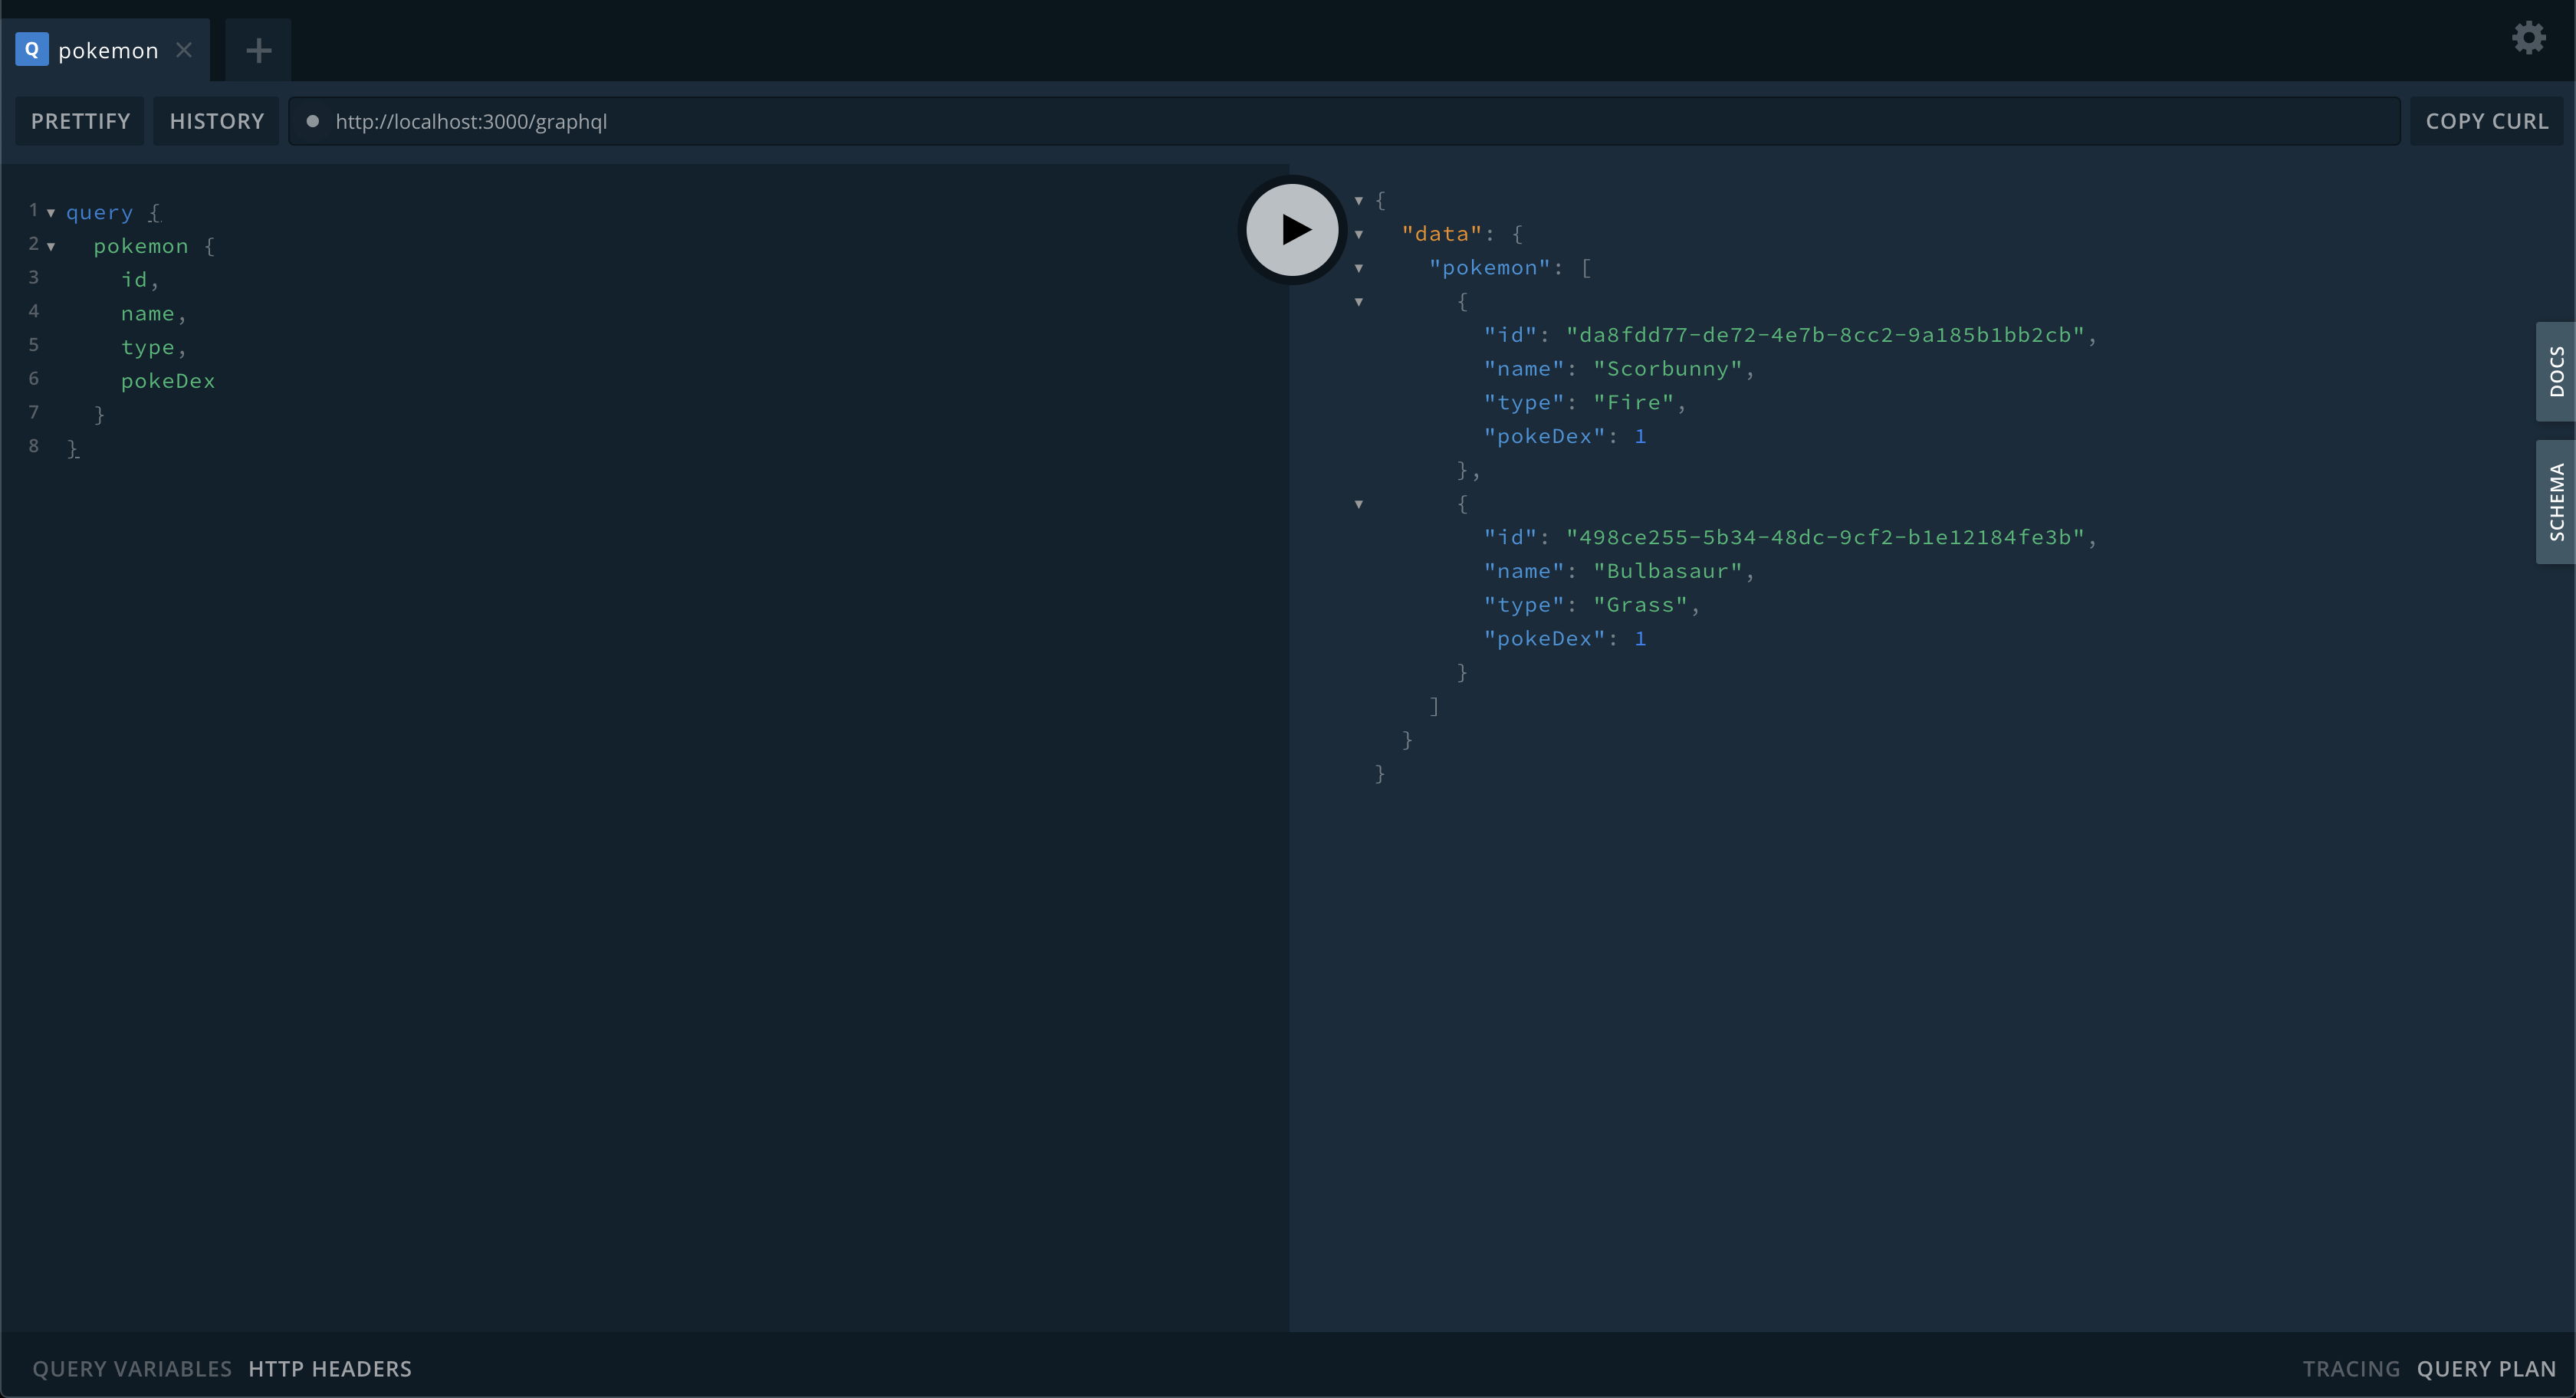 Q pokemon
PRETTIFY HISTORY http://localhost:3000/graphql COPY CURL
1 query {
2 pokemon {
3 id,
4 name,
5 type,
6 pokeDex
7 }
8 }
{
"data": {
"pokemon": [
{
"id": "da8fdd77-de72-4e7b-8cc2-9a185b1bb2cb",
"name": "Scorbunny",
"type": "Fire",
"pokeDex": 1
},
{
"id": "498ce255-5b34-48dc-9cf2-b1e12184fe3b",
"name": "Bulbasaur",
"type": "Grass",
"pokeDex": 1
}
]
}
}
DOCS
SCHEMA
QUERY VARIABLES HTTP HEADERS TRACING QUERY PLAN